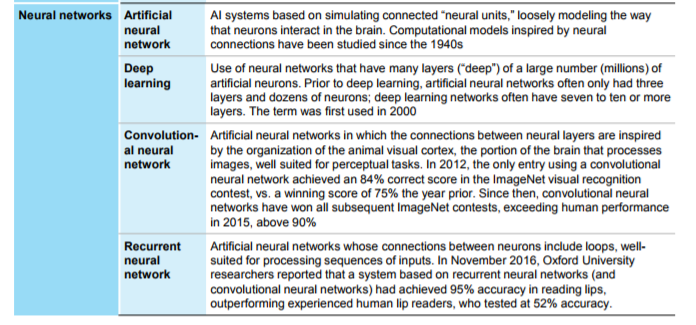 Neural networks
Artificial
neural
network
AI systems based on simulating connected “neural units,” loosely modeling the way
that neurons interact in the brain. Computational models inspired by neural
connections have been studied since the 1940s
Deep
learning
Use of neural networks that have many layers (“deep”) of a large number (millions) of
artificial neurons. Prior to deep learning, artificial neural networks often only had three
layers and dozens of neurons; deep learning networks often have seven to ten or more
layers. The term was first used in 2000
Convolution-
al neural
network
Artificial neural networks in which the connections between neural layers are inspired
by the organization of the animal visual cortex, the portion of the brain that processes
images, well suited for perceptual tasks. In 2012, the only entry using a convolutional
neural network achieved an 84% correct score in the ImageNet visual recognition
contest, vs. a winning score of 75% the year prior. Since then, convolutional neural
networks have won all subsequent ImageNet contests, exceeding human performance
in 2015, above 90%
Recurrent
neural
network
Artificial neural networks whose connections between neurons include loops, well-
suited for processing sequences of inputs. In November 2016, Oxford University
researchers reported that a system based on recurrent neural networks (and
convolutional neural networks) had achieved 95% accuracy in reading lips,
outperforming experienced human lip readers, who tested at 52% accuracy.